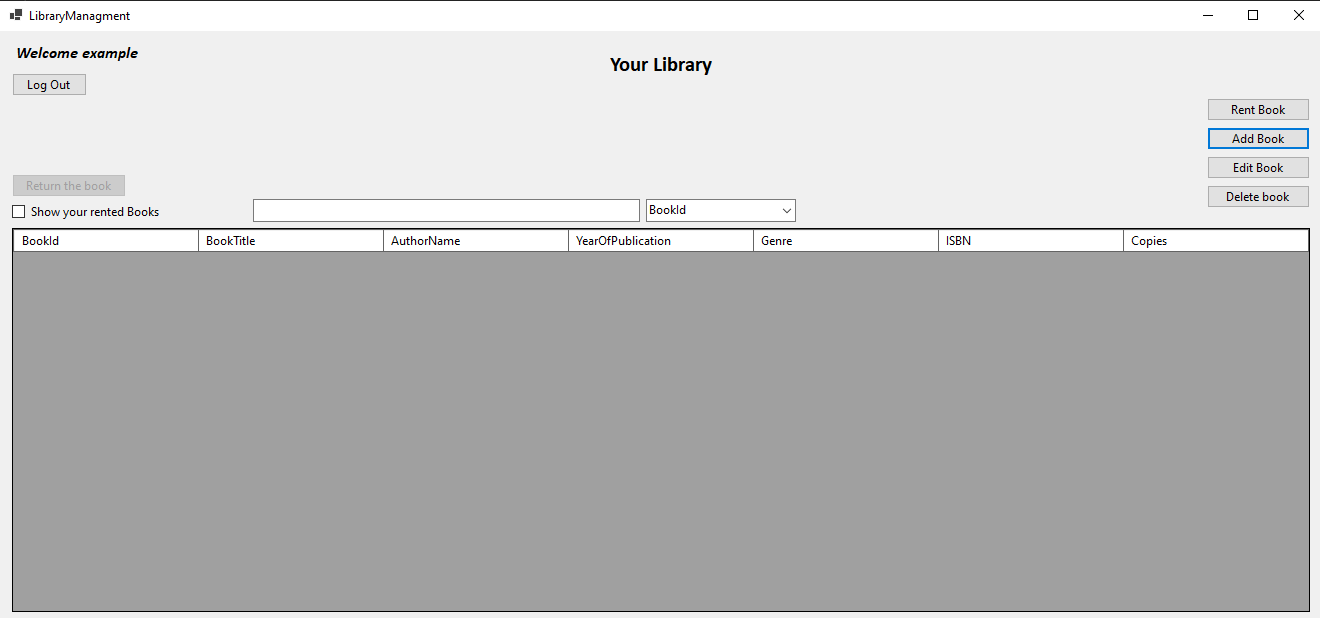 LibraryManagment
Welcome example
Your Library
Log Out
Rent Book
Add Book
Edit Book
Return the book
Delete book
Show your rented Books
BookId
BookId BookTitle AuthorName YearOfPublication Genre ISBN Copies